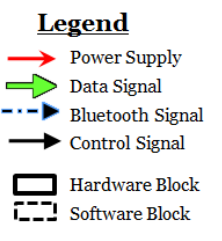 Legend
Power Supply
Data Signal
Bluetooth Signal
Control Signal
Hardware Block
Software Block